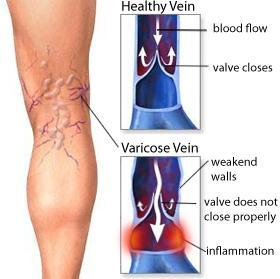 Healthy Vein
blood flow
valve closes
Varicose Vein
weakend
walls
valve does not
close properly
inflammation